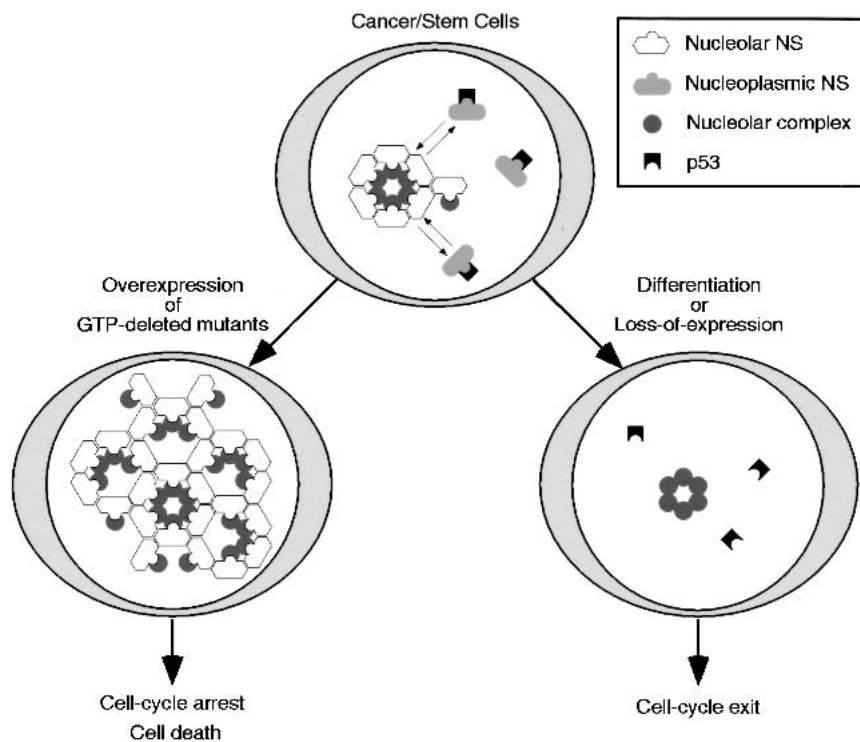 Cancer/Stem Cells
Nucleolar NS
Nucleoplasmic NS
Nucleolar complex
p53
Overexpression
of
GTP-deleted mutants
Differentiation
or
Loss-of-expression
Cell-cycle arrest
Cell death
Cell-cycle exit